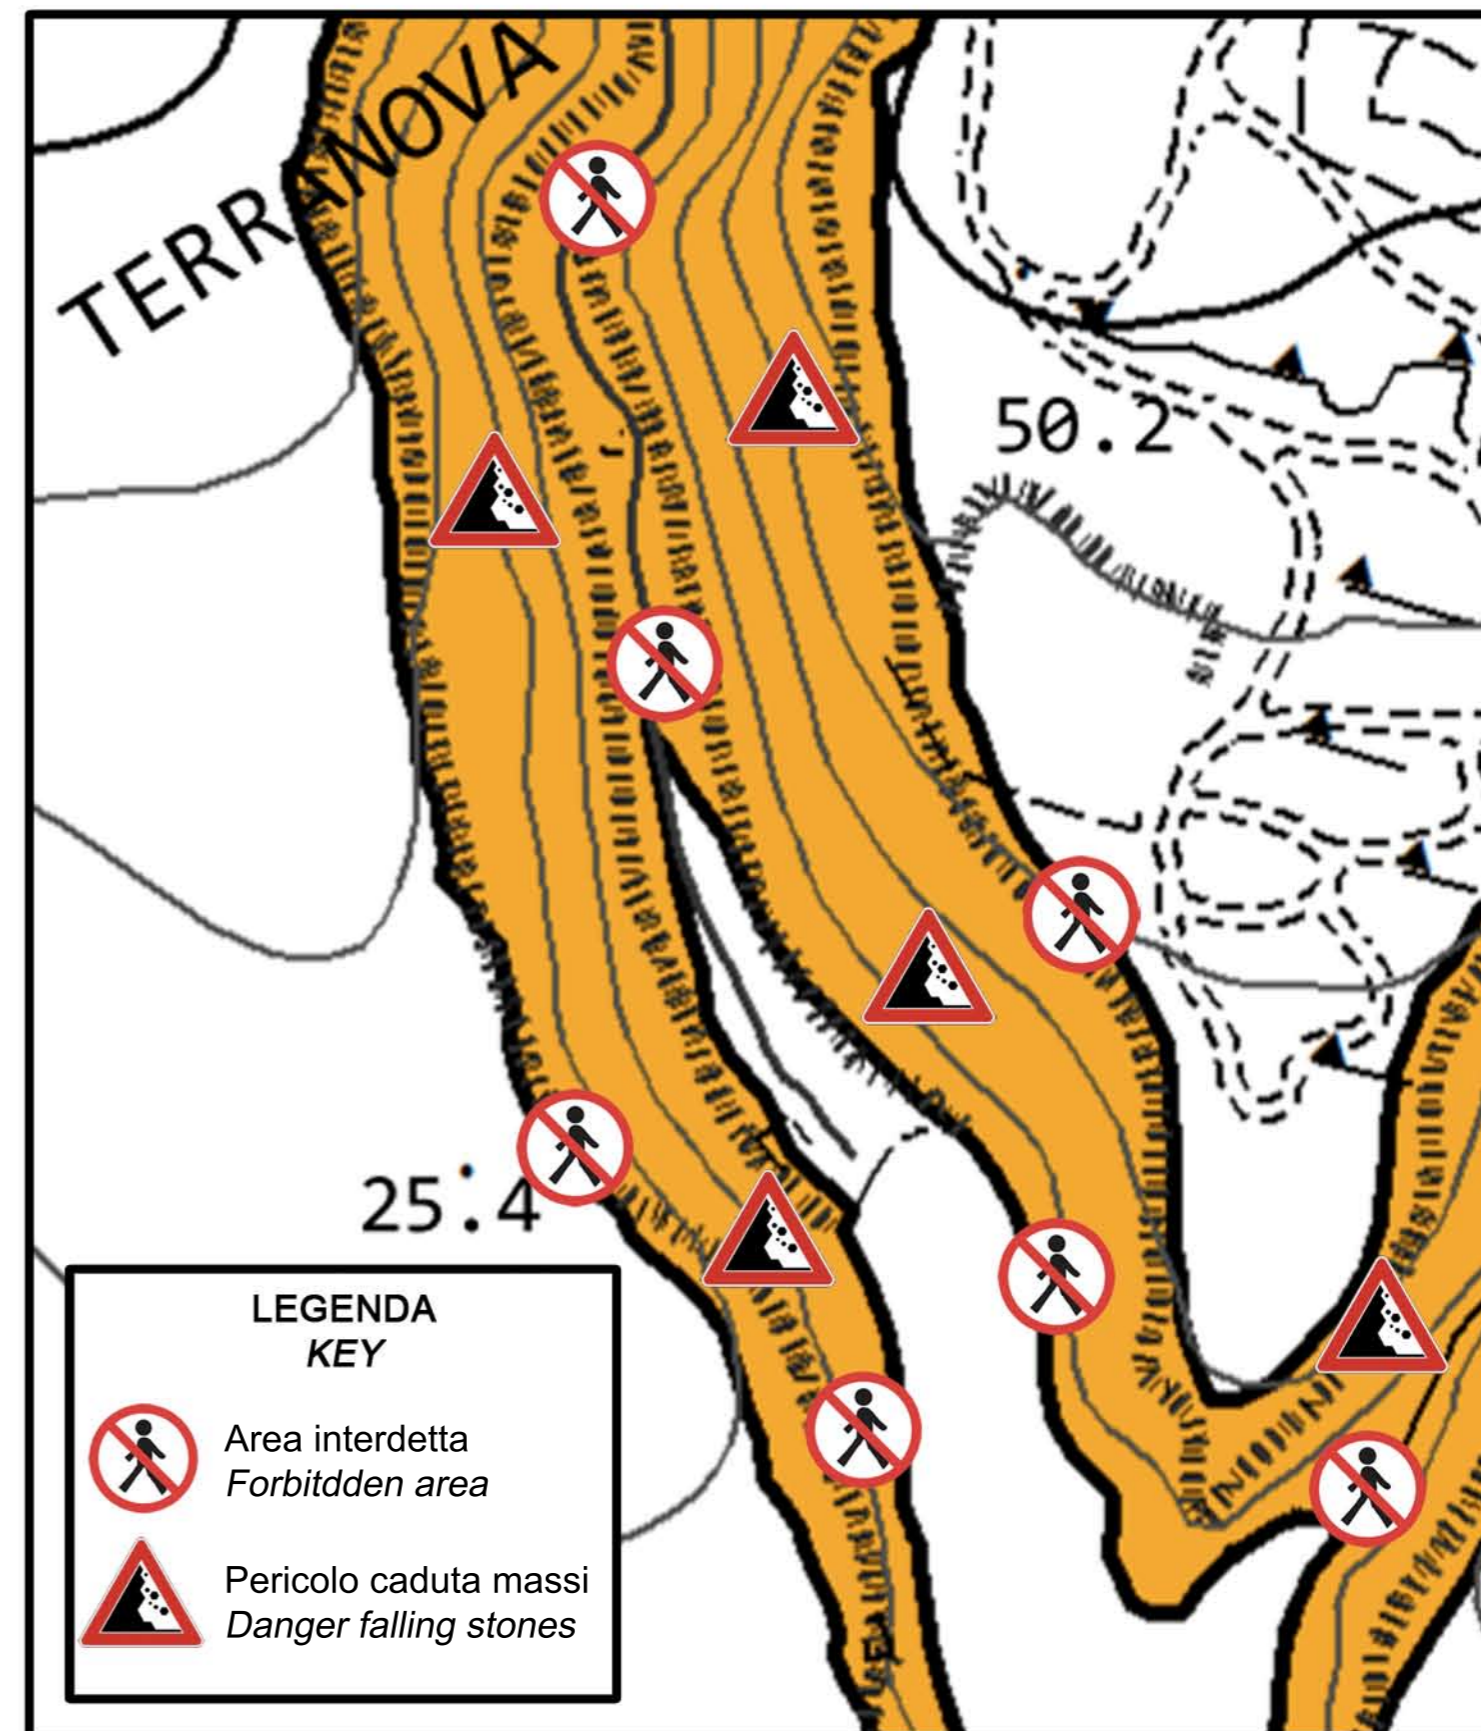 TERRANOVA
50.2
25.4
LEGENDA
KEY
Area interdetta
Forbitdden area
Pericolo caduta massi
Danger falling stones